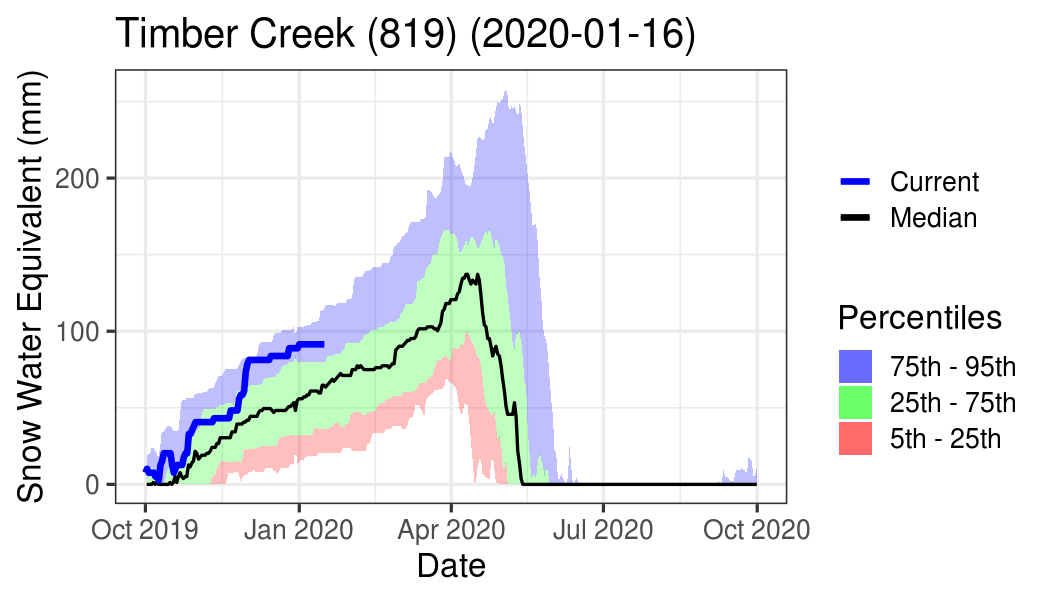 Timber Creek (819) (2020-01-16)
Snow Water Equivalent (mm)
200
100
0
Oct 2019
Jan 2020
Apr 2020
Jul 2020
Oct 2020
Date
Current
Median
Percentiles
75th - 95th
25th - 75th
5th - 25th